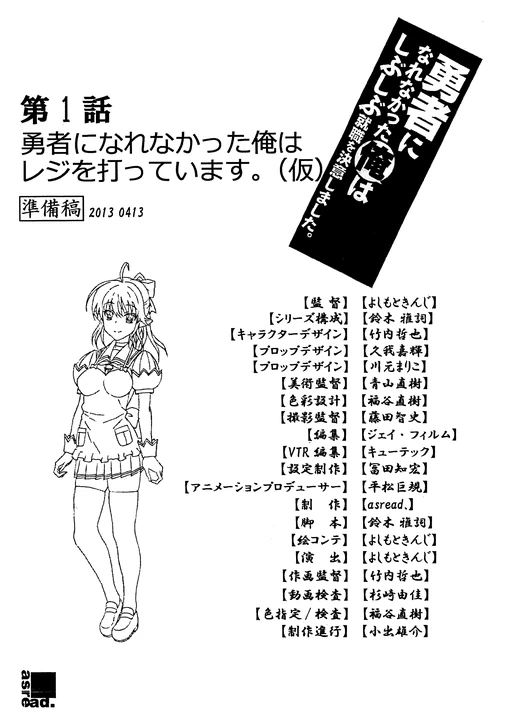 勇者に
なれなかった俺は
しぶしぶ就職を決意しました。
第1話
勇者になれなかった俺は
レジを打っています。（仮）
準備稿 2013 0413
【監 督】【よしもときんじ】
【シリーズ構成】【鈴木 雅詞】
【キャラクターデザイン】【竹内哲也】
【プロップデザイン】【久我嘉輝】
【プロップデザイン】【川元まりこ】
【美術監督】【青山直樹】
【色彩設計】【福谷直樹】
【撮影監督】【藤田智史】
【編集】【ジェイ・フィルム】
【VTR 編集】【キューテック】
【設定制作】【冨田知宏】
【アニメーションプロデューサー】【平松巨規】
【制 作】【asread.】
【脚 本】【鈴木 雅詞】
【絵コンテ】【よしもときんじ】
【演 出】【よしもときんじ】
【作画監督】【竹内哲也】
【動画検査】【杉崎由佳】
【色指定/検査】【福谷直樹】
【制作進行】【小出雄介】
asread.